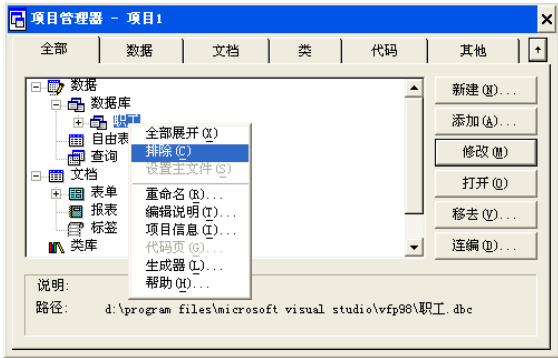 项目管理器 - 项目1
全部 数据 文档 类 代码 其他
数据
数据库
职工
自由表
查询
文档
表单
报表
标签
类库
全部展开(X)
排除(C)
设置主文件(S)
重命名(R)...
编辑说明(T)...
项目信息(I)...
代码页(G)...
生成器(L)...
帮助(H)...
新建(N)...
添加(A)...
修改(M)
打开(O)
移去(V)...
连编(D)...
说明:
路径: d:\program files\microsoft visual studio\vfp98\职工.dbc